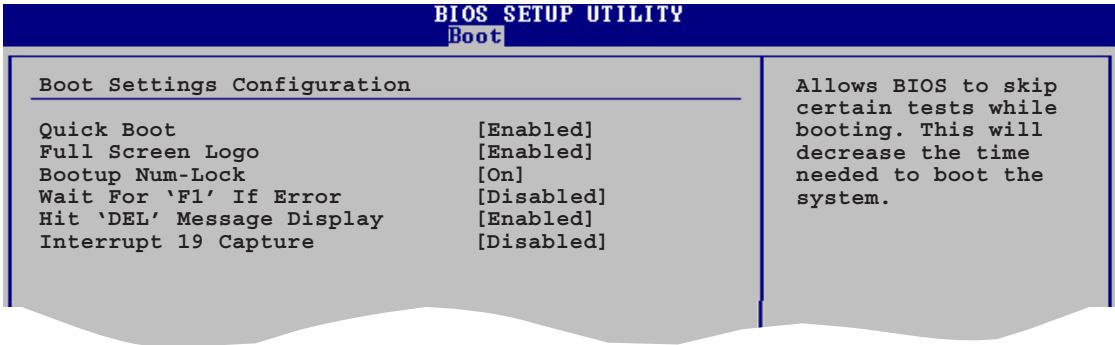 BIOS SETUP UTILITY
Boot
Boot Settings Configuration
Quick Boot [Enabled]
Full Screen Logo [Enabled]
Bootup Num-Lock [On]
Wait For ‘F1’ If Error [Disabled]
Hit ‘DEL’ Message Display [Enabled]
Interrupt 19 Capture [Disabled]
Allows BIOS to skip
certain tests while
booting. This will
decrease the time
needed to boot the
system.